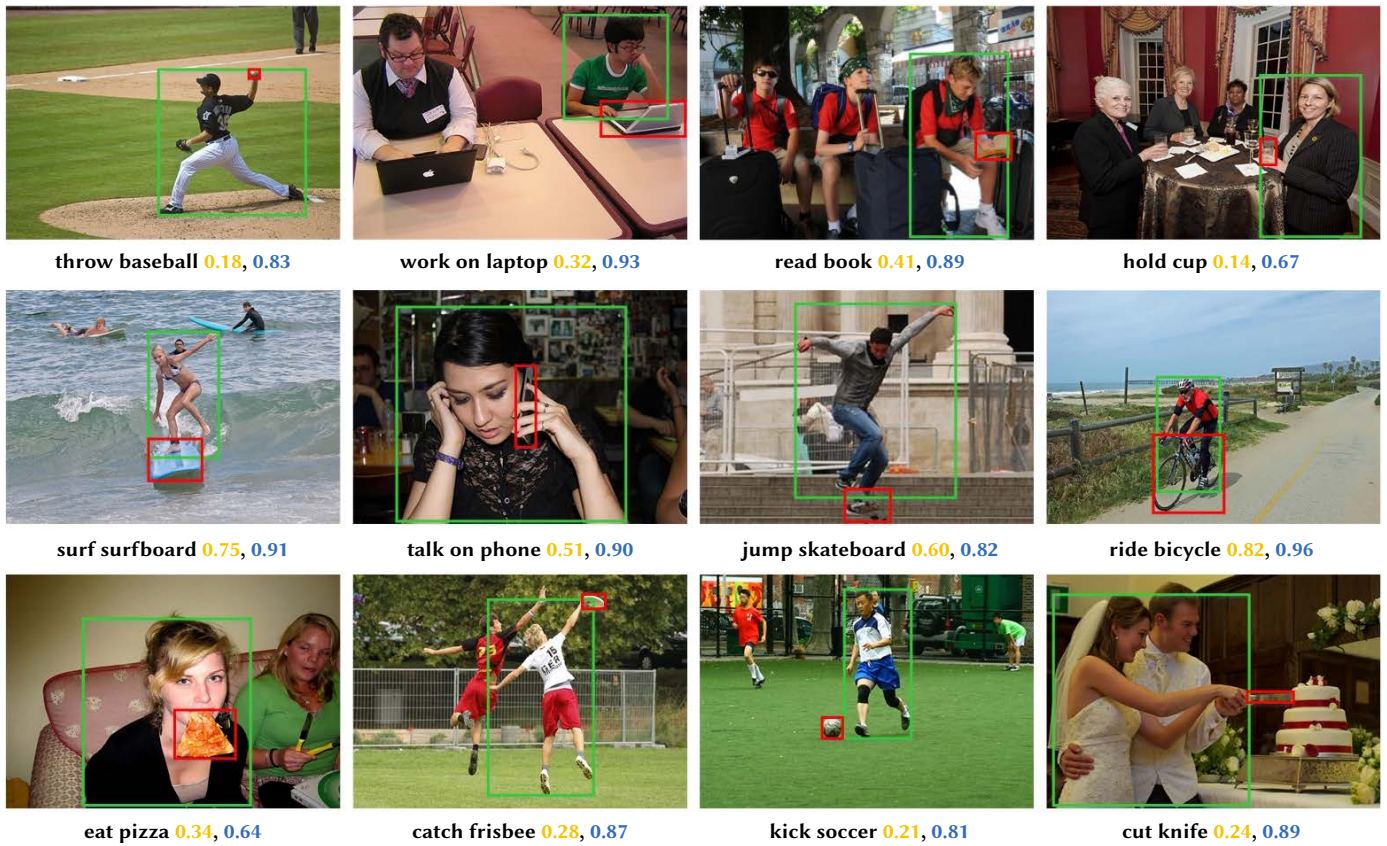 throw baseball 0.18, 0.83
work on laptop 0.32, 0.93
read book 0.41, 0.89
hold cup 0.14, 0.67
surf surfboard 0.75, 0.91
talk on phone 0.51, 0.90
jump skateboard 0.60, 0.82
ride bicycle 0.82, 0.96
15
eat pizza 0.34, 0.64
catch frisbee 0.28, 0.87
kick soccer 0.21, 0.81
cut knife 0.24, 0.89